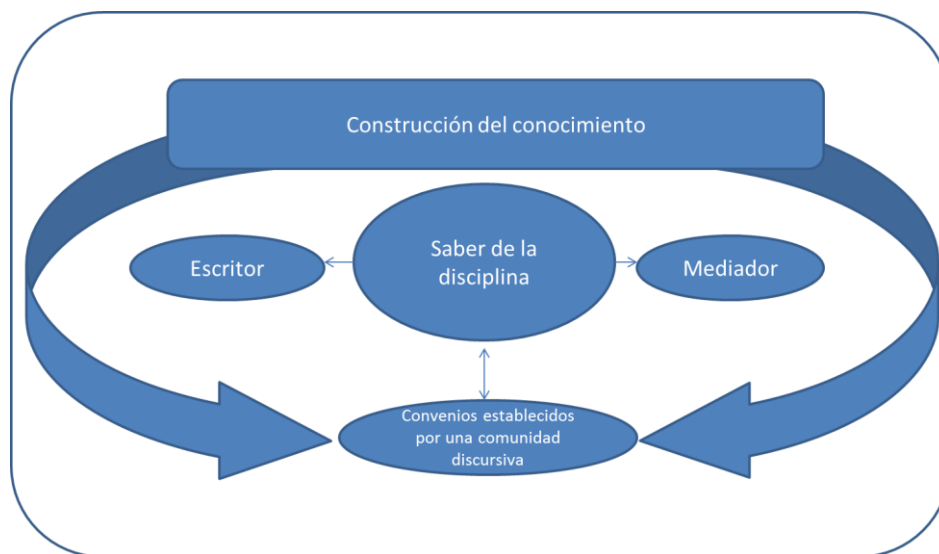 Construcción del conocimiento
Saber de la
disciplina
Escritor
Mediador
Convenios establecidos
por una comunidad
discursiva